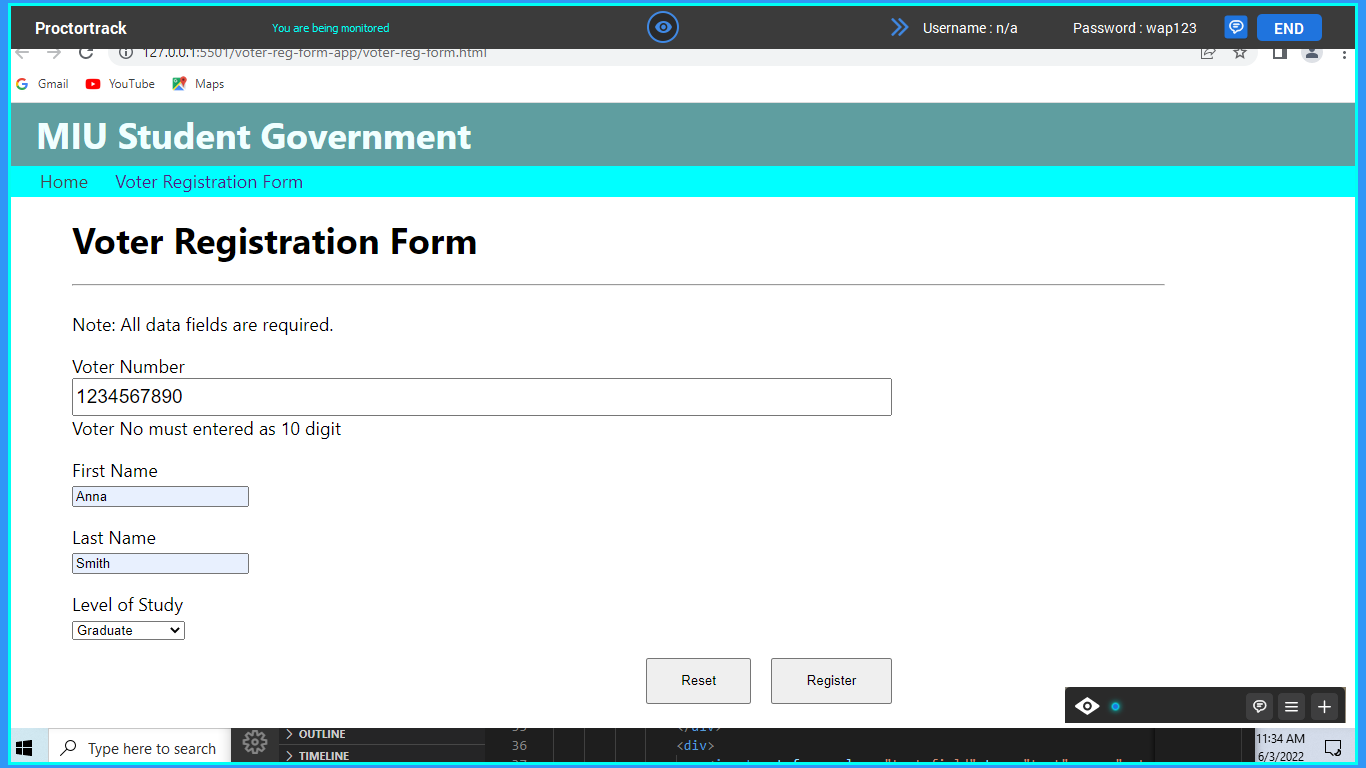 Proctortrack You are being monitored Username : n/a Password : wap123 END
127.0.0.1:5501/voter-reg-form-app/voter-reg-form.html
Gmail YouTube Maps
MIU Student Government
Home Voter Registration Form
Voter Registration Form
Note: All data fields are required.
Voter Number
1234567890
Voter No must entered as 10 digit
First Name
Anna
Last Name
Smith
Level of Study
Graduate
Reset Register
OUTLINE 35 </div>
Type here to search 36 <div> 11:34 AM
TIMELINE 6/3/2022